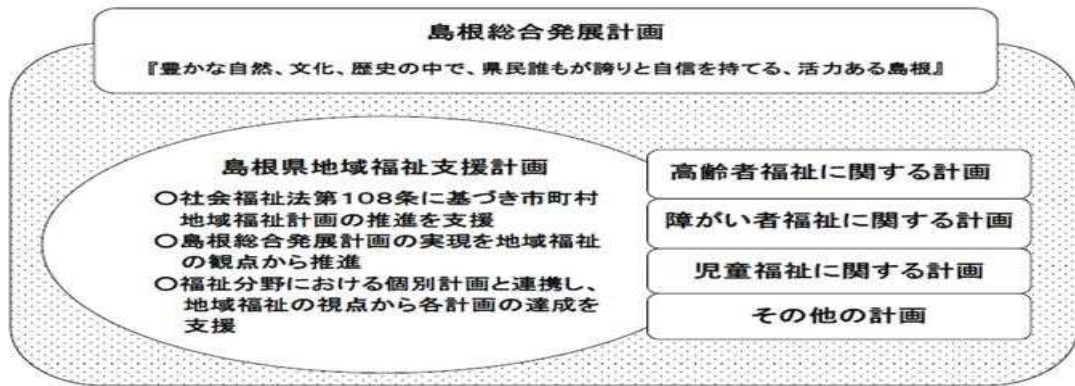 島根総合発展計画
『豊かな自然、文化、歴史の中で、県民誰もが誇りと自信を持てる、活力ある島根』
島根県地域福祉支援計画
○社会福祉法第108条に基づき市町村
地域福祉計画の推進を支援
○島根総合発展計画の実現を地域福祉
の観点から推進
○福祉分野における個別計画と連携し、
地域福祉の視点から各計画の達成を
支援
高齢者福祉に関する計画
障がい者福祉に関する計画
児童福祉に関する計画
その他の計画